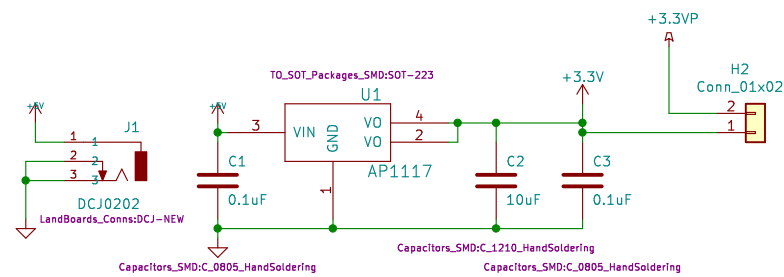 +3.3VP
H2
Conn_01x02
2
1
TO_SOT_Packages_SMD:SOT-223
+3.3V
+5V
J1
1
1
2
2
3
3
DCJ0202
LandBoards_Conns:DCJ-NEW
+5V
U1
3
VIN
GND
VO
4
VO
2
AP1117
1
C1
0.1uF
C2
10uF
C3
0.1uF
Capacitors_SMD:C_1210_HandSoldering
Capacitors_SMD:C_0805_HandSoldering
Capacitors_SMD:C_0805_HandSoldering